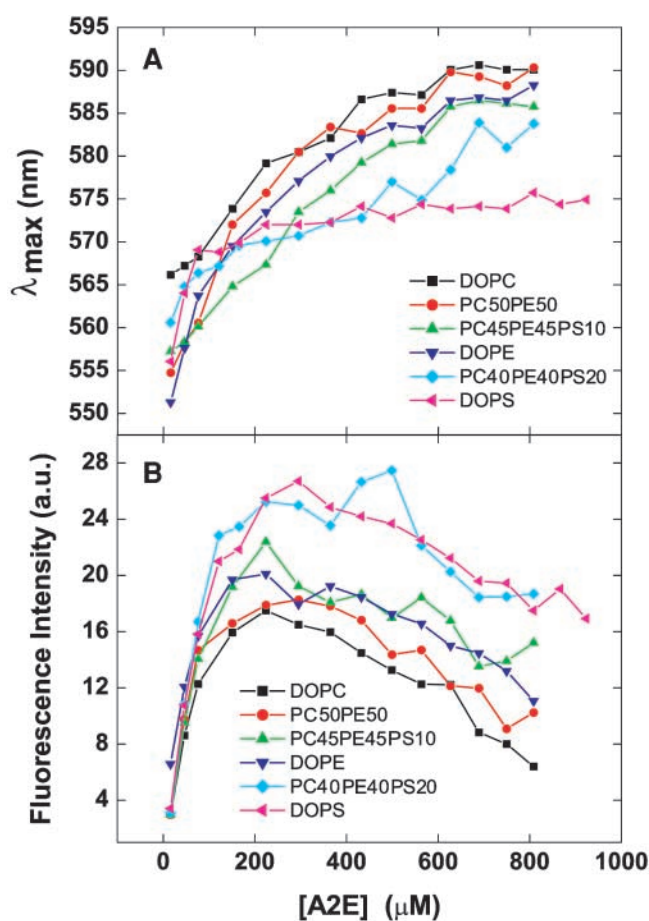 A
595
590
585
580
575
570
565
560
555
550
λ max (nm)
DOPC
PC50PE50
PC45PE45PS10
DOPE
PC40PE40PS20
DOPS
B
28
24
20
16
12
8
4
Fluorescence Intensity (a.u.)
DOPC
PC50PE50
PC45PE45PS10
DOPE
PC40PE40PS20
DOPS
0 200 400 600 800 1000
[A2E] (μM)